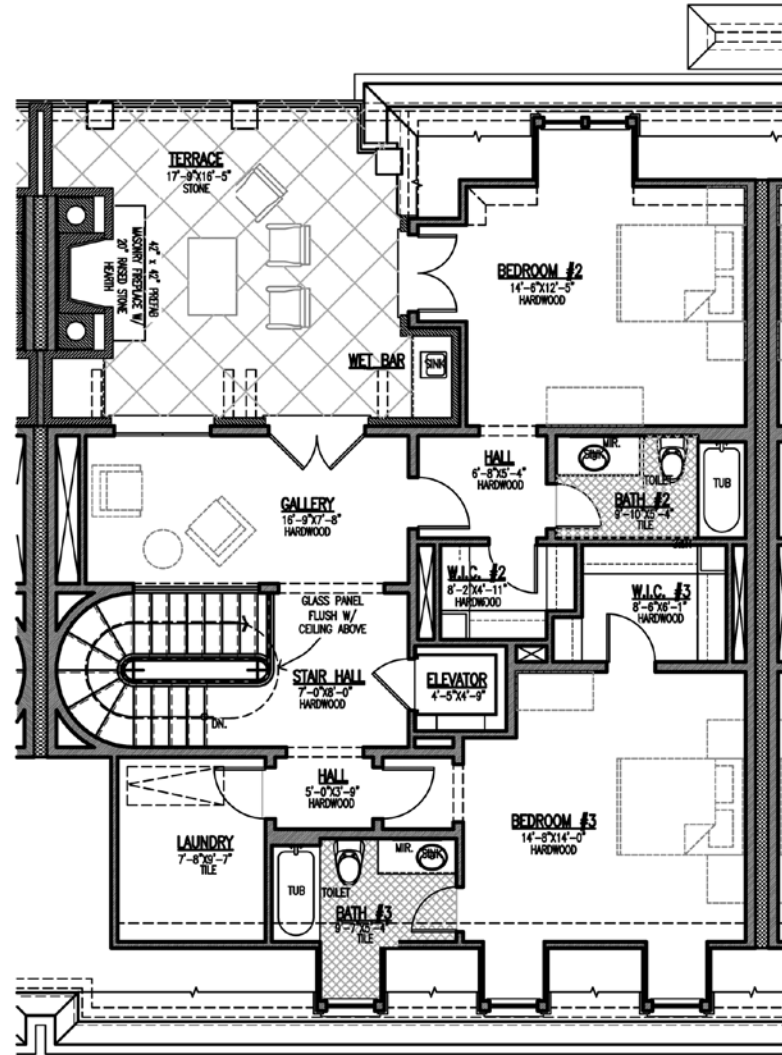 TERRACE
17'-9"X16'-5"
STONE
42" x 42" PREFAB
MASONRY FIREPLACE W/
20" RAISED STONE
HEARTH
BEDROOM #2
14'-6"X12'-5"
HARDWOOD
WET BAR
SINK
HALL
6'-8"X5'-4"
HARDWOOD
MIR.
SINK
TOILET
TUB
BATH #2
9'-10"X5'-4"
TILE
GALLERY
16'-9"X7'-8"
HARDWOOD
W.I.C. #2
8'-2"X4'-11"
HARDWOOD
W.I.C. #3
8'-6"X6'-1"
HARDWOOD
GLASS PANEL
FLUSH W/
CEILING ABOVE
STAIR HALL
7'-0"X8'-0"
HARDWOOD
ELEVATOR
4'-5"X4'-9"
DN.
HALL
5'-0"X3'-9"
HARDWOOD
BEDROOM #3
14'-8"X14'-0"
HARDWOOD
LAUNDRY
7'-8"X9'-7"
TILE
MIR.
SINK
TUB
TOILET
BATH #3
9'-7"X5'-4"
TILE